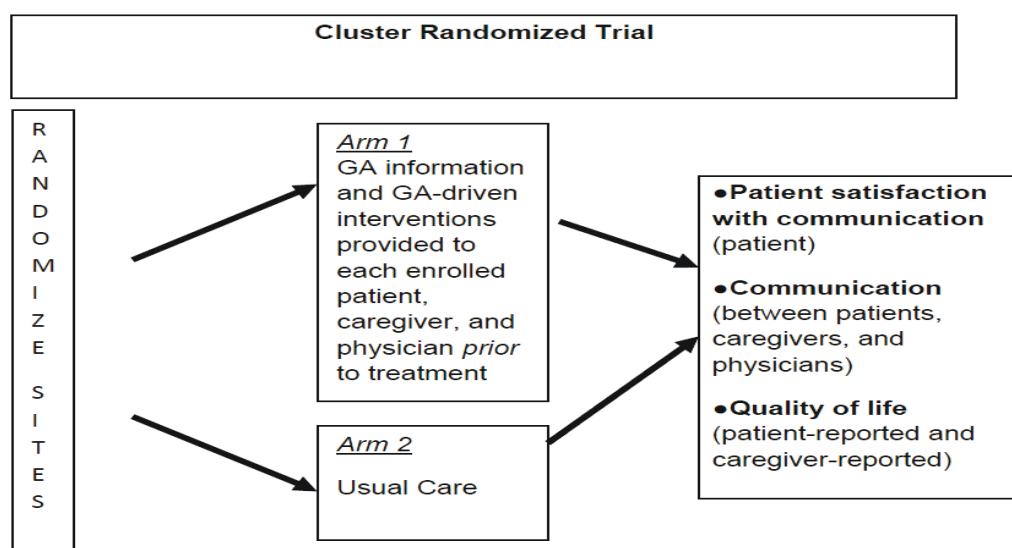 Cluster Randomized Trial
RANDOMIZE SITES
Arm 1
GA information
and GA-driven
interventions
provided to
each enrolled
patient,
caregiver, and
physician prior
to treatment
Arm 2
Usual Care
●Patient satisfaction
with communication
(patient)
●Communication
(between patients,
caregivers, and
physicians)
●Quality of life
(patient-reported and
caregiver-reported)